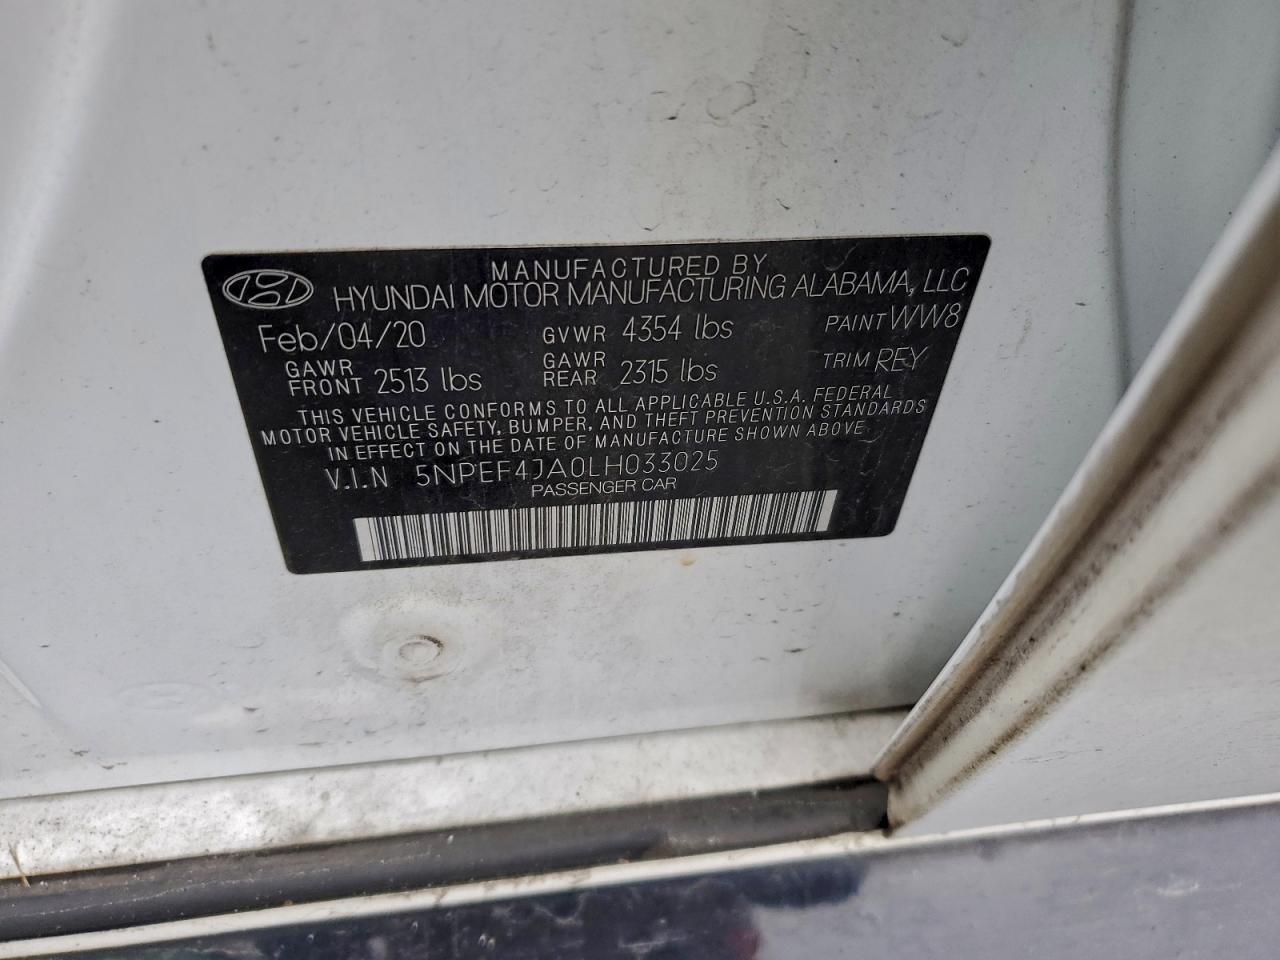 MANUFACTURED BY
HYUNDAI MOTOR MANUFACTURING ALABAMA, LLC
Feb/04/20 GVWR 4354 lbs PAINT WW8
GAWR FRONT 2513 lbs GAWR REAR 2315 lbs TRIM REY
THIS VEHICLE CONFORMS TO ALL APPLICABLE U.S.A. FEDERAL
MOTOR VEHICLE SAFETY, BUMPER, AND THEFT PREVENTION STANDARDS
IN EFFECT ON THE DATE OF MANUFACTURE SHOWN ABOVE
V.I.N 5NPEF4JA0LH033025
PASSENGER CAR